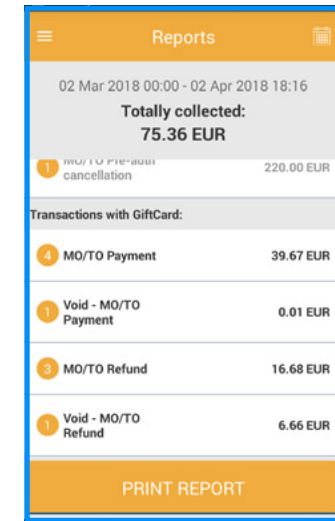 Reports
02 Mar 2018 00:00 - 02 Apr 2018 18:16
Totally collected:
75.36 EUR
1 MO/TO Pre-auth 220.00 EUR
cancellation
Transactions with GiftCard:
4 MO/TO Payment 39.67 EUR
1 Void - MO/TO 0.01 EUR
Payment
3 MO/TO Refund 16.68 EUR
1 Void - MO/TO 6.66 EUR
Refund
PRINT REPORT